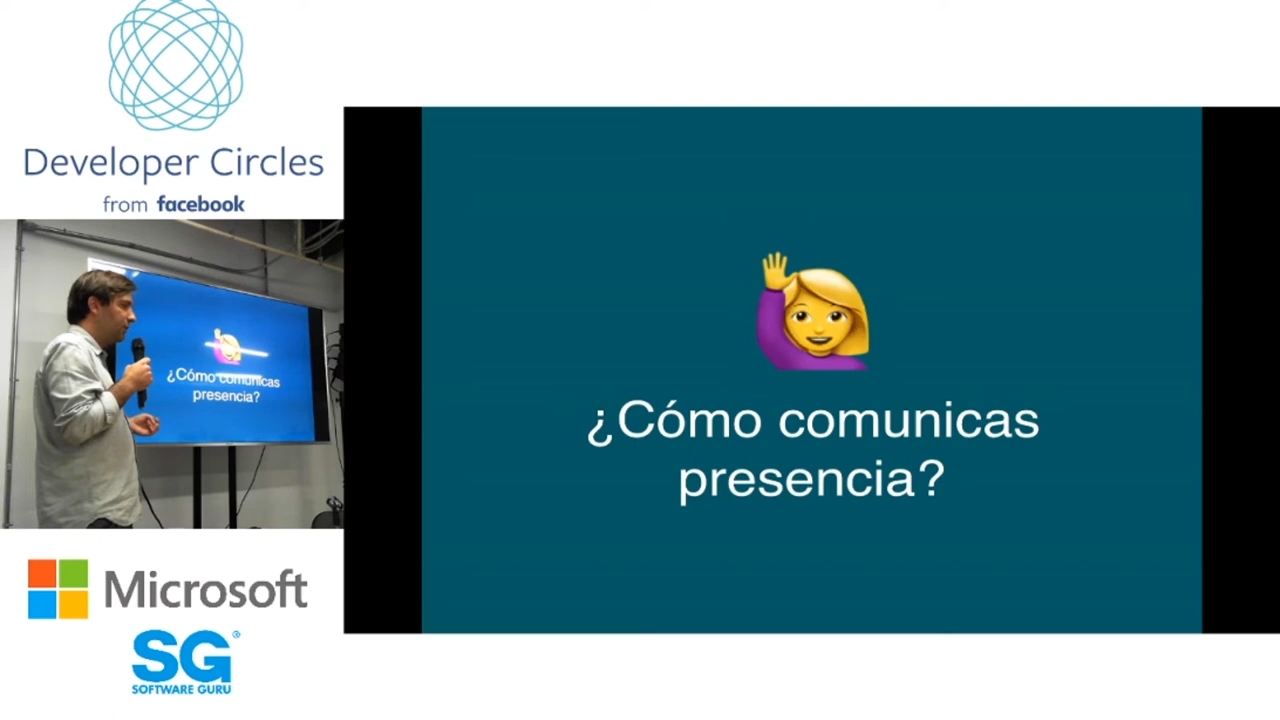 Developer Circles
from facebook
¿Cómo comunicas
presencia?
¿Cómo comunicas
presencia?
Microsoft
SG®
SOFTWARE GURU